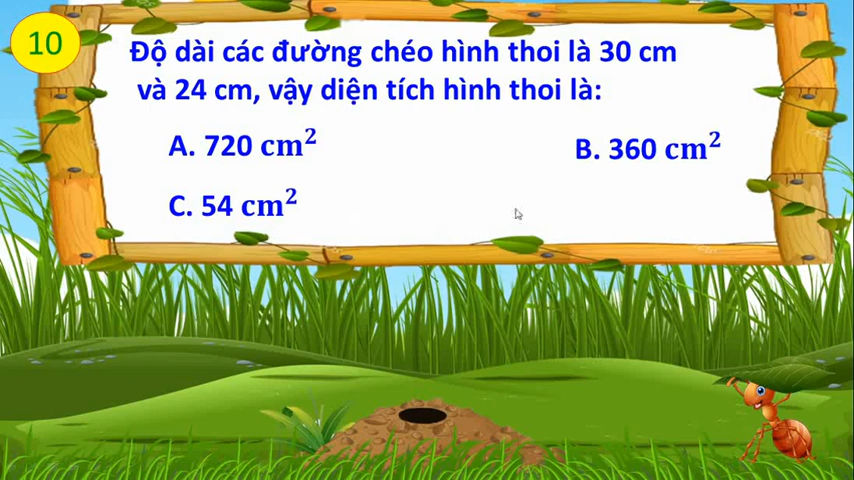 10
Độ dài các đường chéo hình thoi là 30 cm
và 24 cm, vậy diện tích hình thoi là:
A. 720 cm²
B. 360 cm²
C. 54 cm²